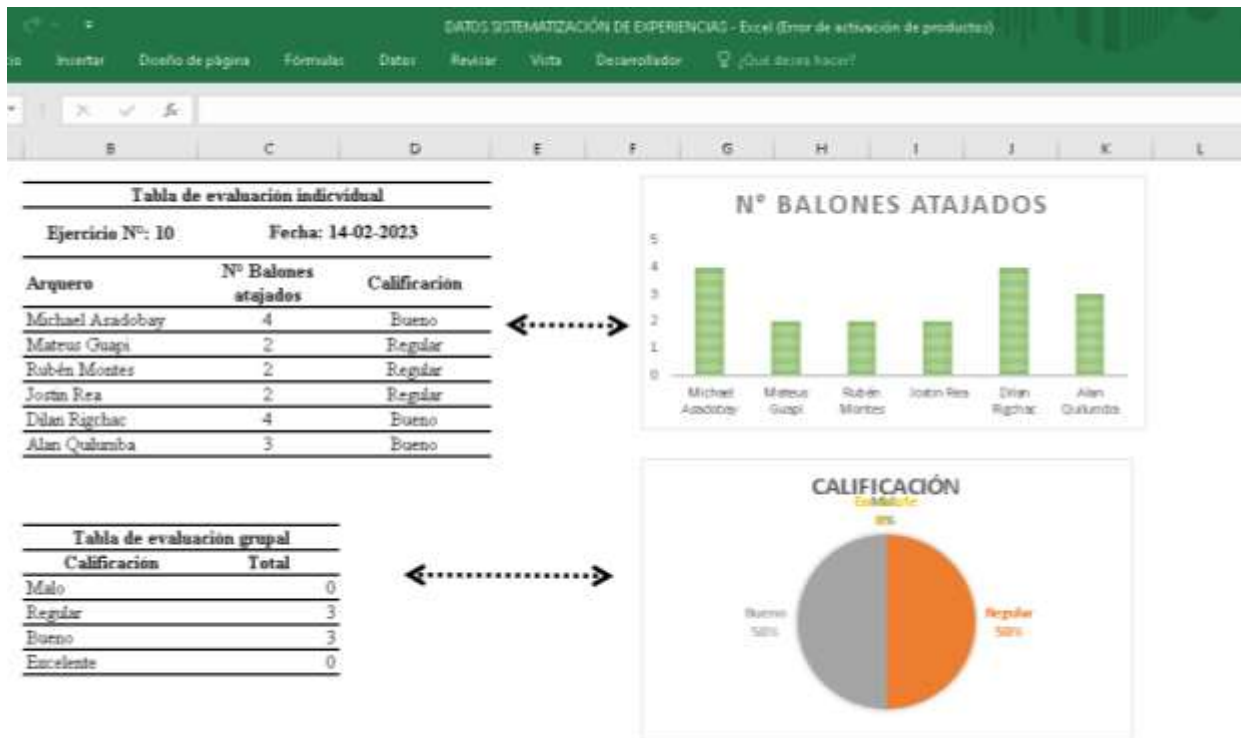 DATOS SISTEMATIZACIÓN DE EXPERIENCIAS - Excel (Error de activación de productos)
Insertar Diseño de página Fórmulas Datos Revisar Vista Desarrollador ¿Qué desea hacer?
fx
B C D E F G H I J K L
Tabla de evaluación indicvidual
Ejercicio N°: 10 Fecha: 14-02-2023
Arquero N° Balones atajados Calificación
Michael Asadobay 4 Bueno
Mateus Guapi 2 Regular
Rubén Montes 2 Regular
Jostin Rea 2 Regular
Dilan Rigchac 4 Bueno
Alan Quilumba 3 Bueno
N° BALONES ATAJADOS
5
4
3
2
1
0
Michael Asadobay
Mateus Guapi
Rubén Montes
Jostin Rea
Dilan Rigchac
Alan Quilumba
Tabla de evaluación grupal
Calificación Total
Malo 0
Regular 3
Bueno 3
Excelente 0
CALIFICACIÓN
0%
Bueno
50%
Regular
50%